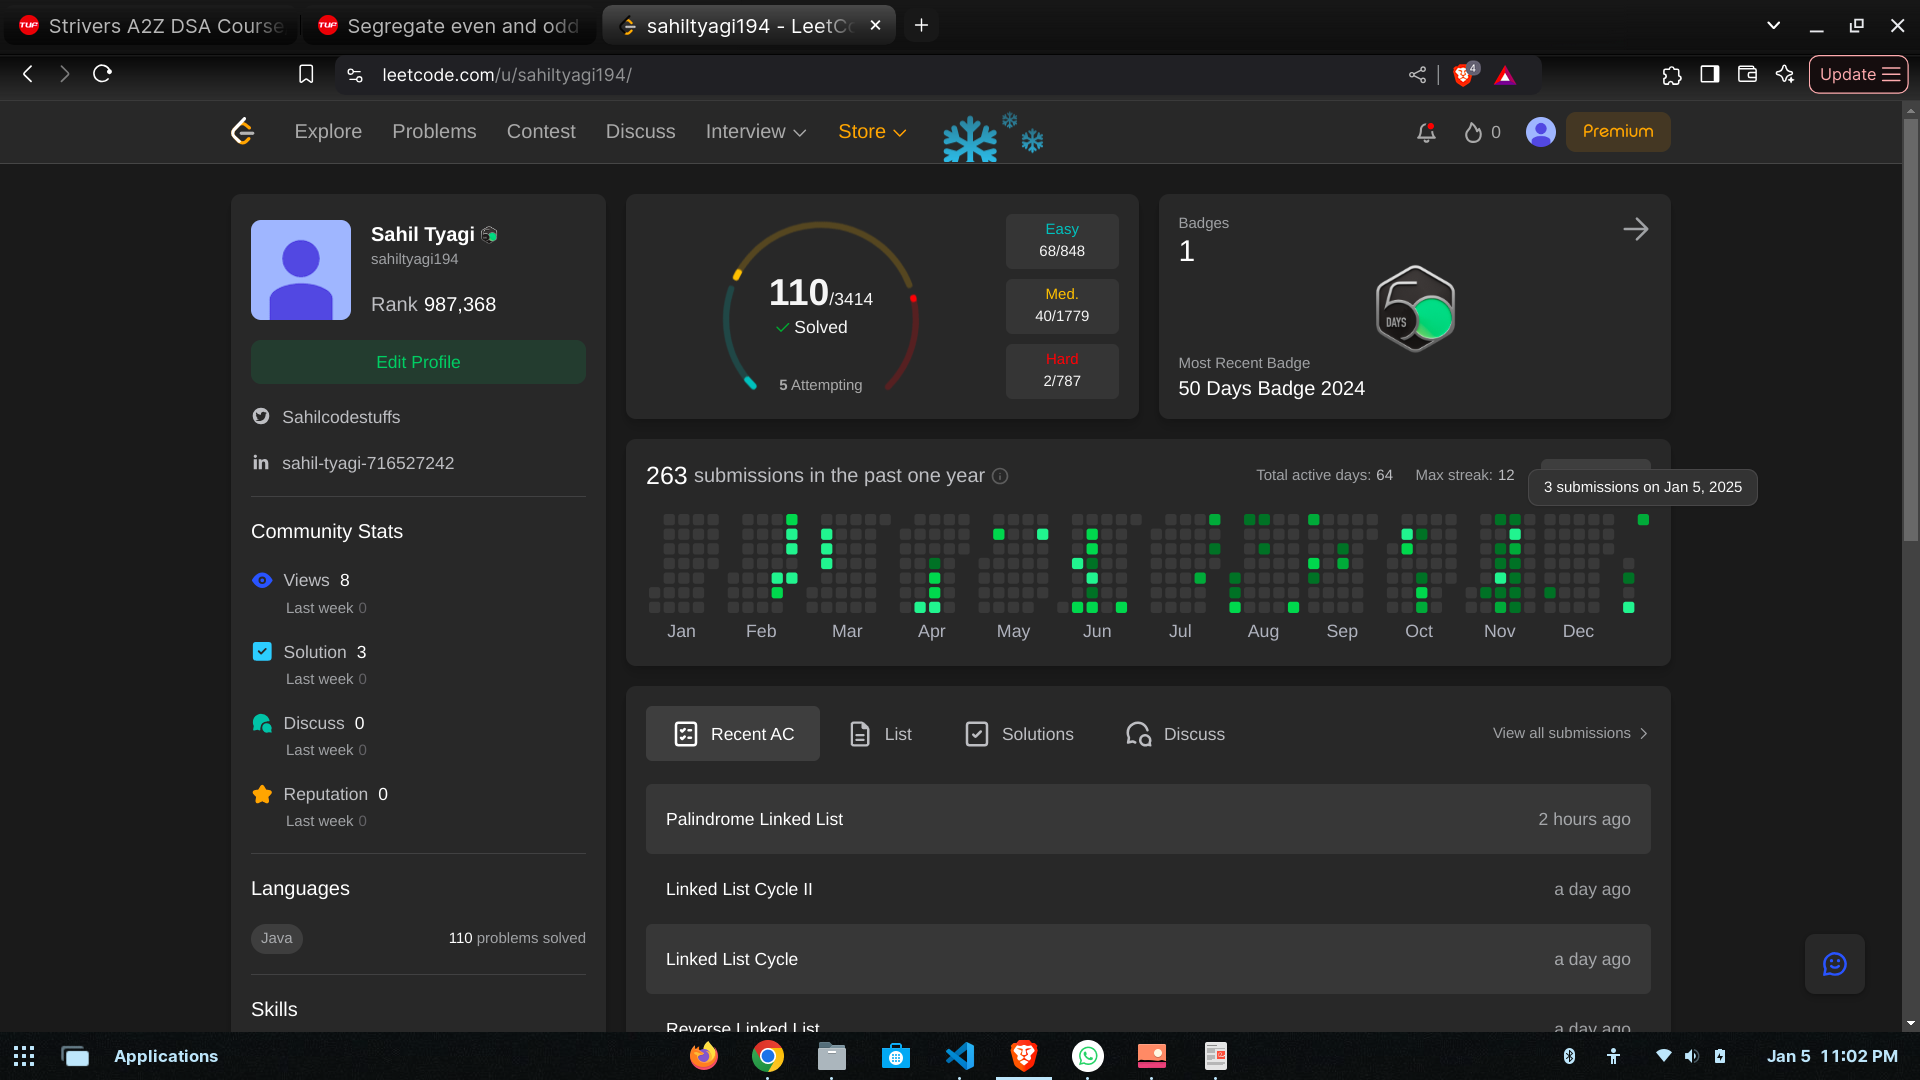 Strivers A2Z DSA Course
Segregate even and odd
sahiltyagi194 - LeetCo
leetcode.com/u/sahiltyagi194/
4
Update
Explore
Problems
Contest
Discuss
Interview
Store
0
Premium
Sahil Tyagi
sahiltyagi194
Rank 987,368
Edit Profile
Sahilcodestuffs
sahil-tyagi-716527242
Community Stats
Views 8
Last week 0
Solution 3
Last week 0
Discuss 0
Last week 0
Reputation 0
Last week 0
Languages
Java
110 problems solved
Skills
110/3414
Solved
5 Attempting
Easy
68/848
Med.
40/1779
Hard
2/787
Badges
1
50
DAYS
Most Recent Badge
50 Days Badge 2024
263 submissions in the past one year
Total active days: 64
Max streak: 12
3 submissions on Jan 5, 2025
Jan
Feb
Mar
Apr
May
Jun
Jul
Aug
Sep
Oct
Nov
Dec
Recent AC
List
Solutions
Discuss
View all submissions
Palindrome Linked List
2 hours ago
Linked List Cycle II
a day ago
Linked List Cycle
a day ago
Reverse Linked List
a day ago
Applications
Jan 5 11:02 PM